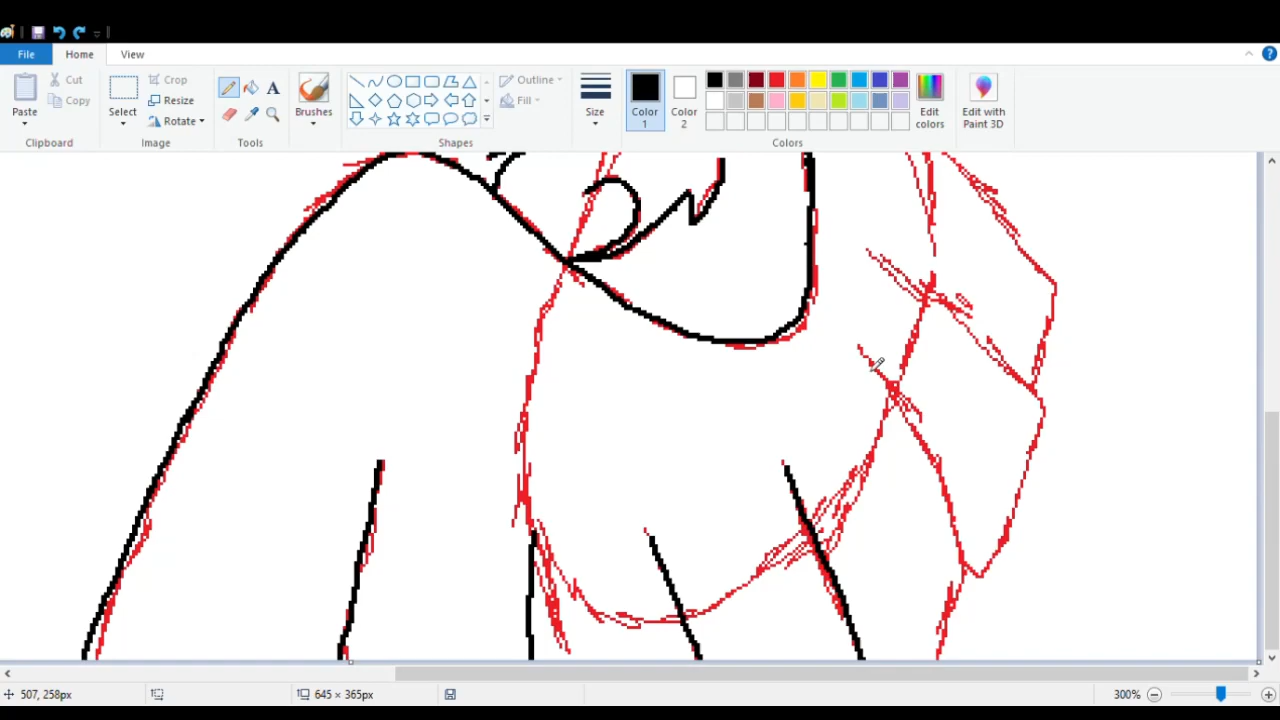 File Home View
Paste Cut Copy Clipboard
Select Crop Resize Rotate Image
A Tools
Brushes
Shapes Outline Fill
Size
Color 1 Color 2 Colors
Edit colors
Edit with Paint 3D
507, 258px 645 × 365px 300%